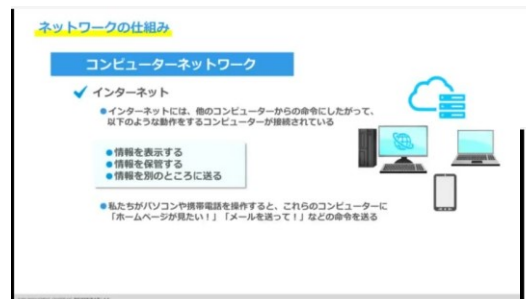 ネットワークの仕組み
コンピューターネットワーク
✓ インターネット
●インターネットには、他のコンピューターからの命令にしたがって、
以下のような動作をするコンピューターが接続されている
●情報を表示する
●情報を保管する
●情報を別のところに送る
●私たちがパソコンや携帯電話を操作すると、これらのコンピューターに
「ホームページが見たい！」「メールを送って！」などの命令を送る